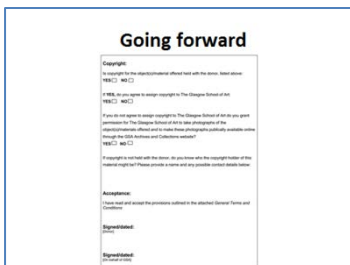 Going forward
Copyright:
Is copyright for the object(s)/material offered held with the donor, listed above:
YES☐ NO☐
If YES, do you agree to assign copyright to The Glasgow School of Art
YES☐ NO☐
If you do not agree to assign copyright to The Glasgow School of Art do you grant
permission for The Glasgow School of Art to take photographs of the
object(s)/materials offered and to make these photographs publically available online
through the GSA Archives and Collections website?
YES☐ NO☐
If copyright is not held with the donor, do you know who the copyright holder of this
material might be? Please provide a name and any possible contact details below.
Acceptance:
I have read and accept the provisions outlined in the attached General Terms and
Conditions
Signed/dated:
(donor)
Signed/dated:
(on behalf of GSA)